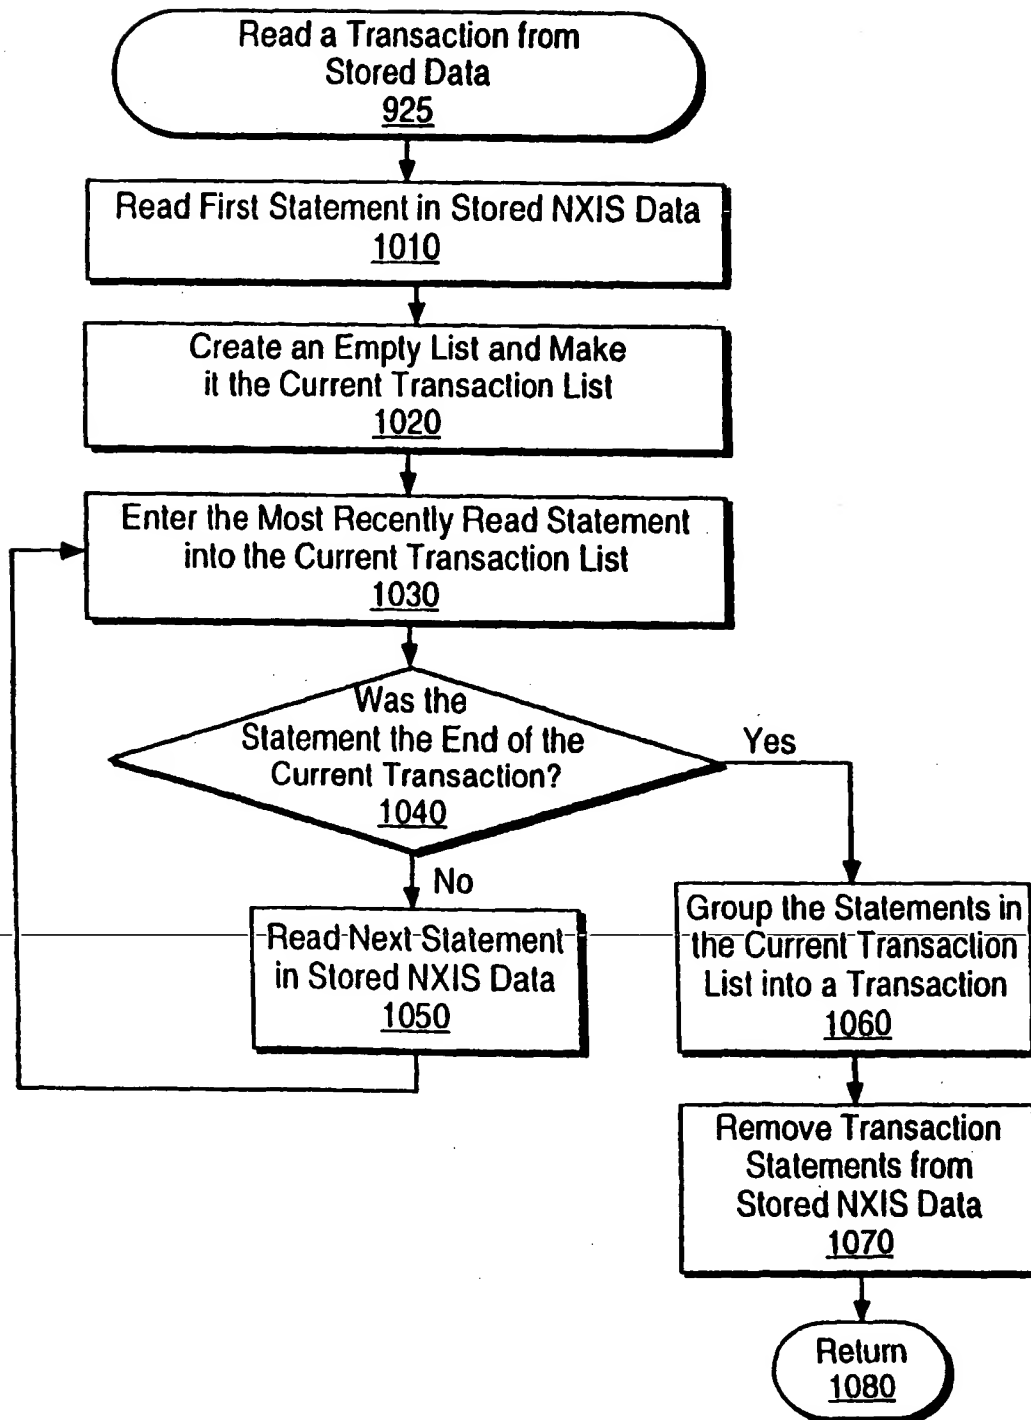 Read a Transaction from
Stored Data
925
Read First Statement in Stored NXIS Data
1010
Create an Empty List and Make
it the Current Transaction List
1020
Enter the Most Recently Read Statement
into the Current Transaction List
1030
Was the
Statement the End of the
Current Transaction?
1040
Yes
No
Read Next Statement
in Stored NXIS Data
1050
Group the Statements in
the Current Transaction
List into a Transaction
1060
Remove Transaction
Statements from
Stored NXIS Data
1070
Return
1080